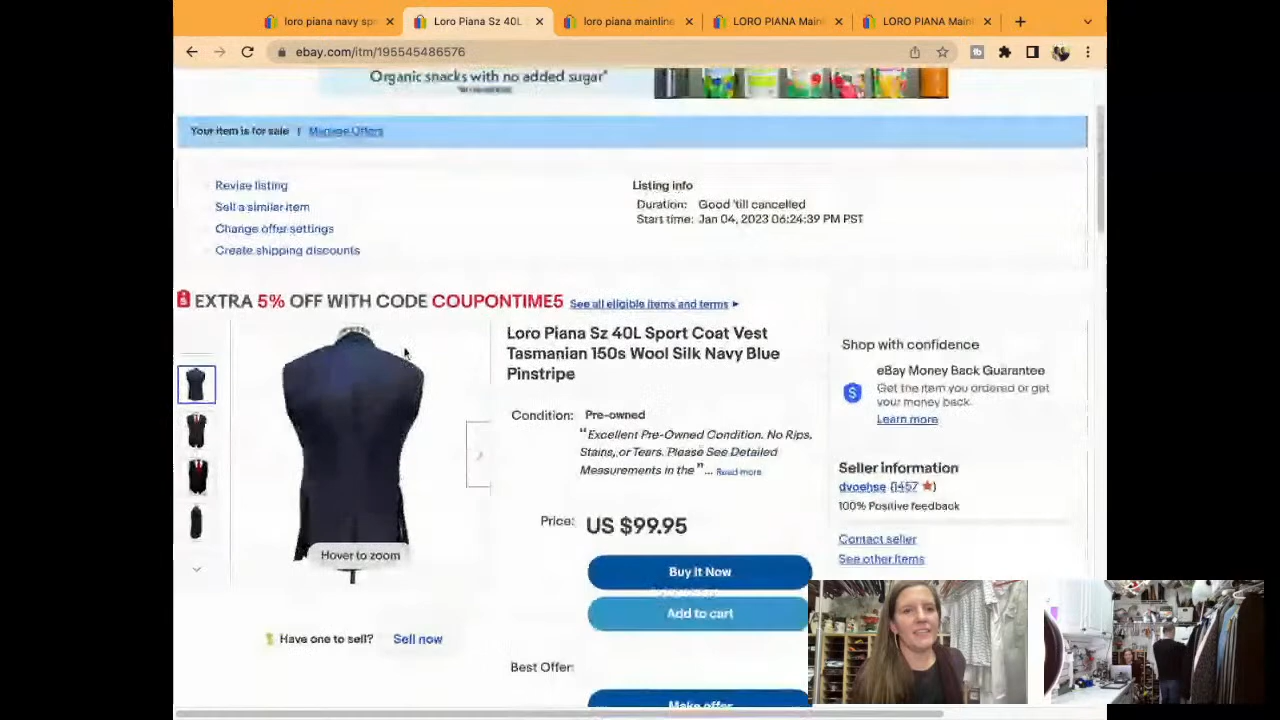 loro piana navy sp
Loro Piana Sz 40L
loro piana mainline
LORO PIANA Main
LORO PIANA Main
ebay.com/itm/195545486576
Organic snacks with no added sugar*
Your item is for sale | Manage Offers
Revise listing
Sell a similar item
Change offer settings
Create shipping discounts
Listing info
Duration: Good 'till cancelled
Start time: Jan 04, 2023 06:24:39 PM PST
EXTRA 5% OFF WITH CODE COUPONTIME5 See all eligible items and terms ▸
Hover to zoom
Have one to sell? Sell now
Loro Piana Sz 40L Sport Coat Vest
Tasmanian 150s Wool Silk Navy Blue
Pinstripe
Condition: Pre-owned
"Excellent Pre-Owned Condition. No Rips,
Stains, or Tears. Please See Detailed
Measurements in the" ... Read more
Price: US $99.95
Buy It Now
Add to cart
Best Offer:
Make offer
Shop with confidence
eBay Money Back Guarantee
Get the item you ordered or get
your money back.
Learn more
Seller information
dvoehse (1457 ★)
100% Positive feedback
Contact seller
See other items